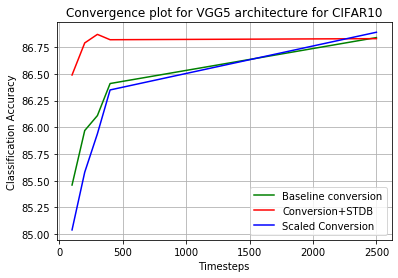 Convergence plot for VGG5 architecture for CIFAR10
Classification Accuracy
86.75
86.50
86.25
86.00
85.75
85.50
85.25
85.00
0
500
1000
1500
2000
2500
Timesteps
Baseline conversion
Conversion+STDB
Scaled Conversion